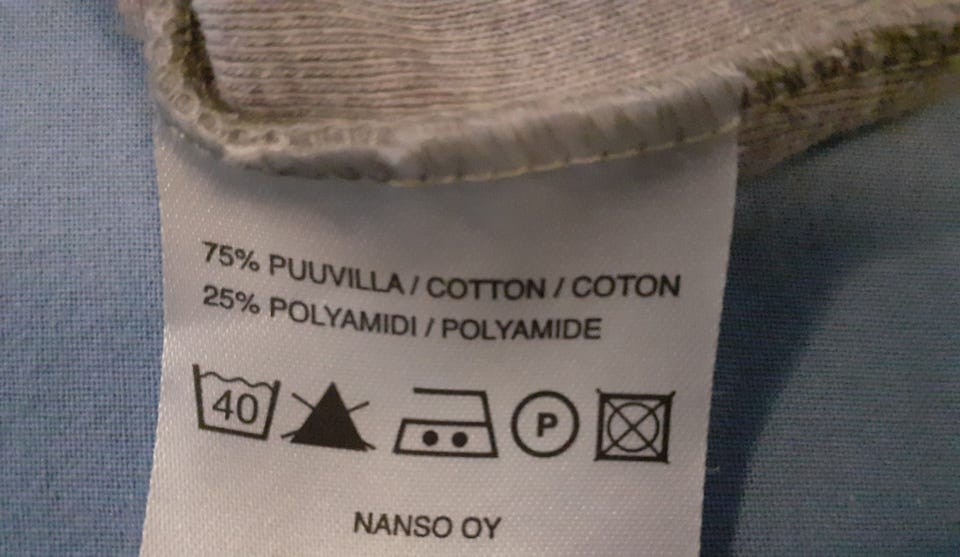 75% PUUVILLA / COTTON / COTON
25% POLYAMIDI / POLYAMIDE
40 P
NANSO OY